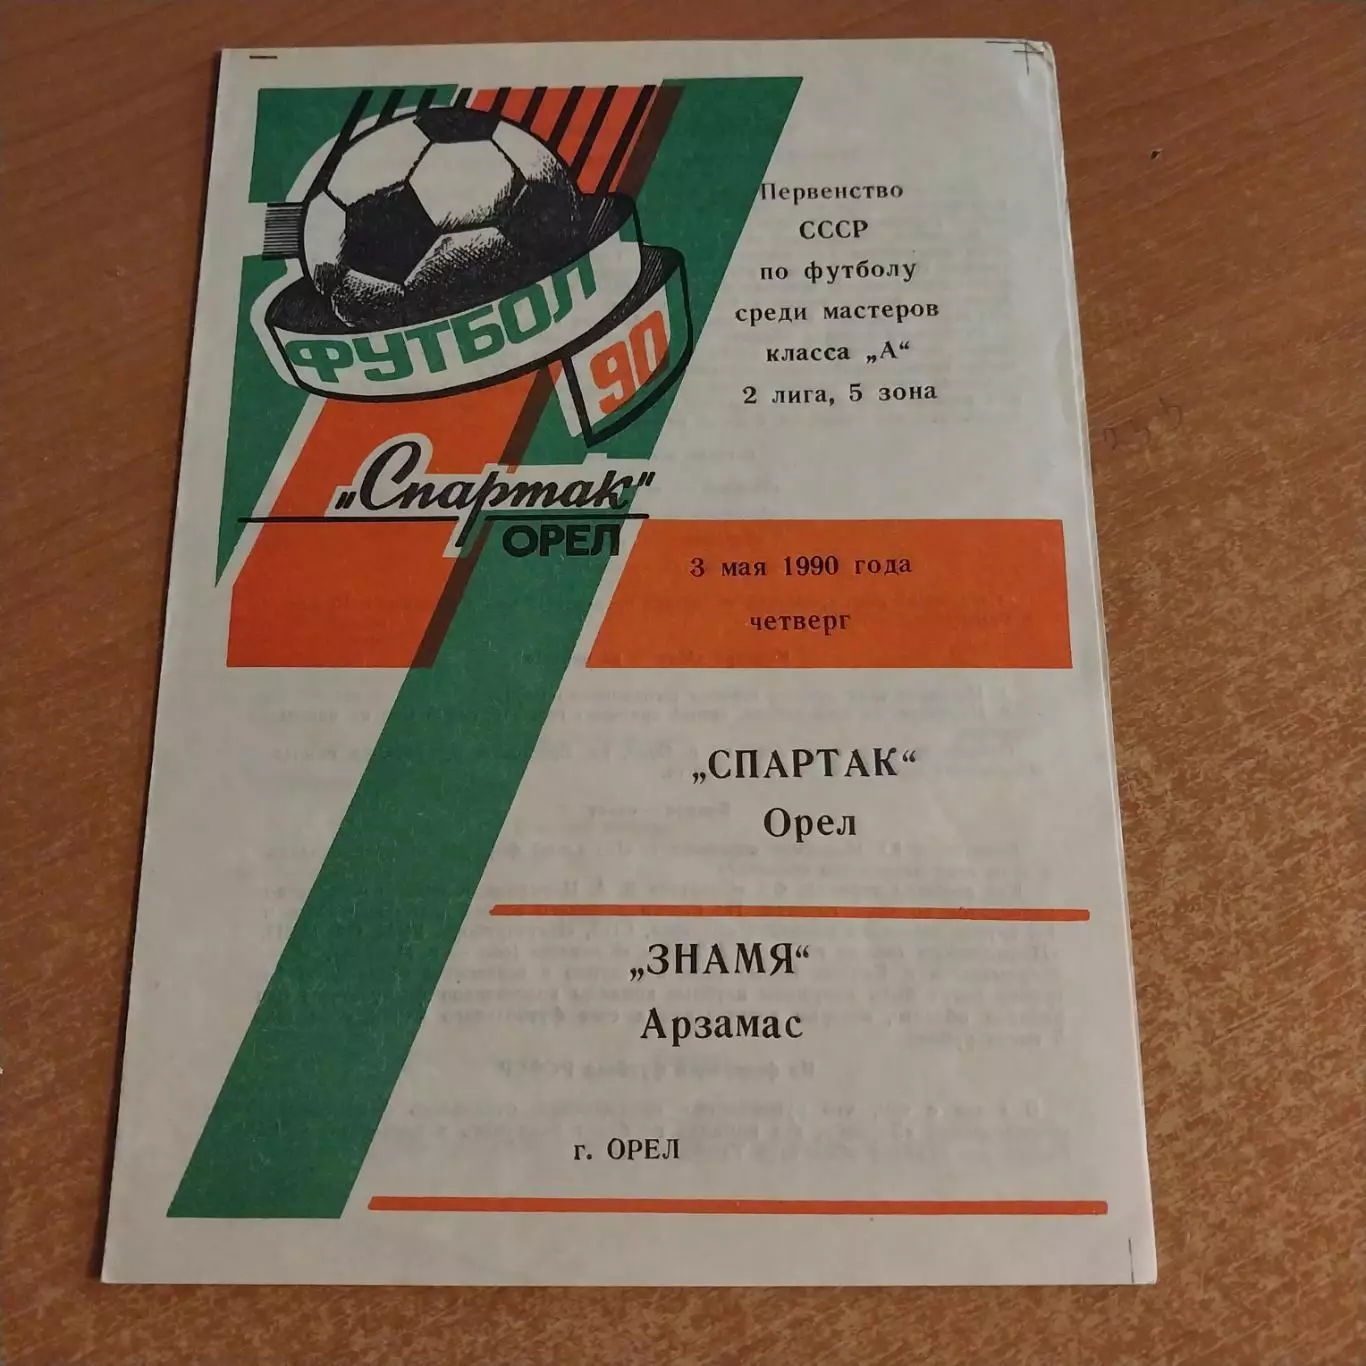 ФУТБОЛ
90
„Спартак"
ОРЕЛ
Первенство
СССР
по футболу
среди мастеров
класса „А“
2 лига, 5 зона
3 мая 1990 года
четверг
„СПАРТАК“
Орел
„ЗНАМЯ“
Арзамас
г. ОРЕЛ